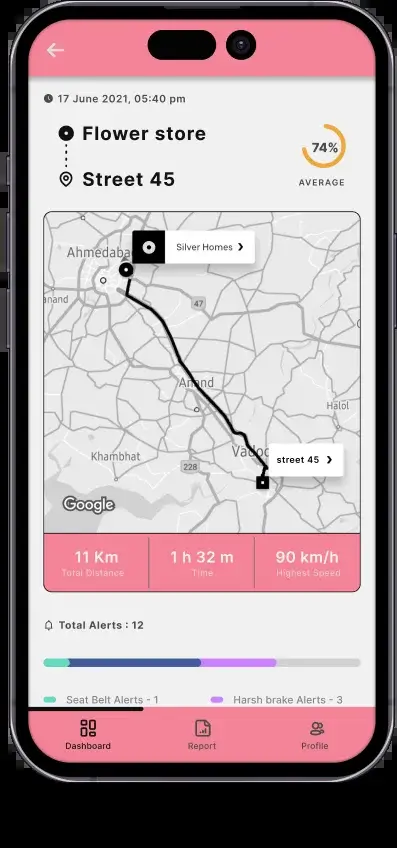 17 June 2021, 05:40 pm
Flower store
Street 45
74%
AVERAGE
Silver Homes
Ahmedaba
anand
47
Anand
Halol
Vadod
street 45
Khambhat
228
Google
11 Km
Total Distance
1 h 32 m
Time
90 km/h
Highest Speed
Total Alerts : 12
Seat Belt Alerts - 1
Harsh brake Alerts - 3
Dashboard
Report
Profile